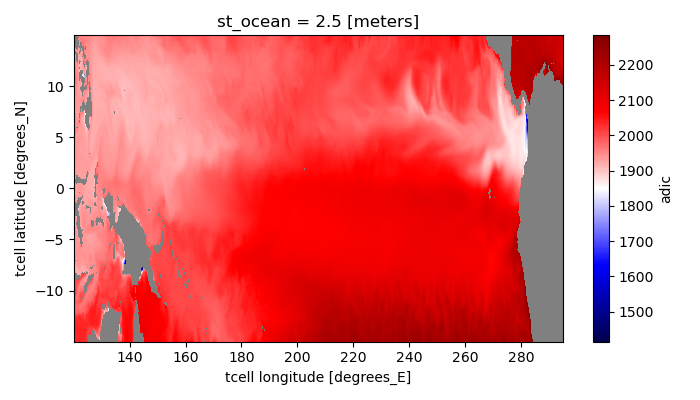 st_ocean = 2.5 [meters]
tcell latitude [degrees_N]
10
5
0
−5
−10
140 160 180 200 220 240 260 280
tcell longitude [degrees_E]
2200
2100
2000
1900
1800
1700
1600
1500
adic